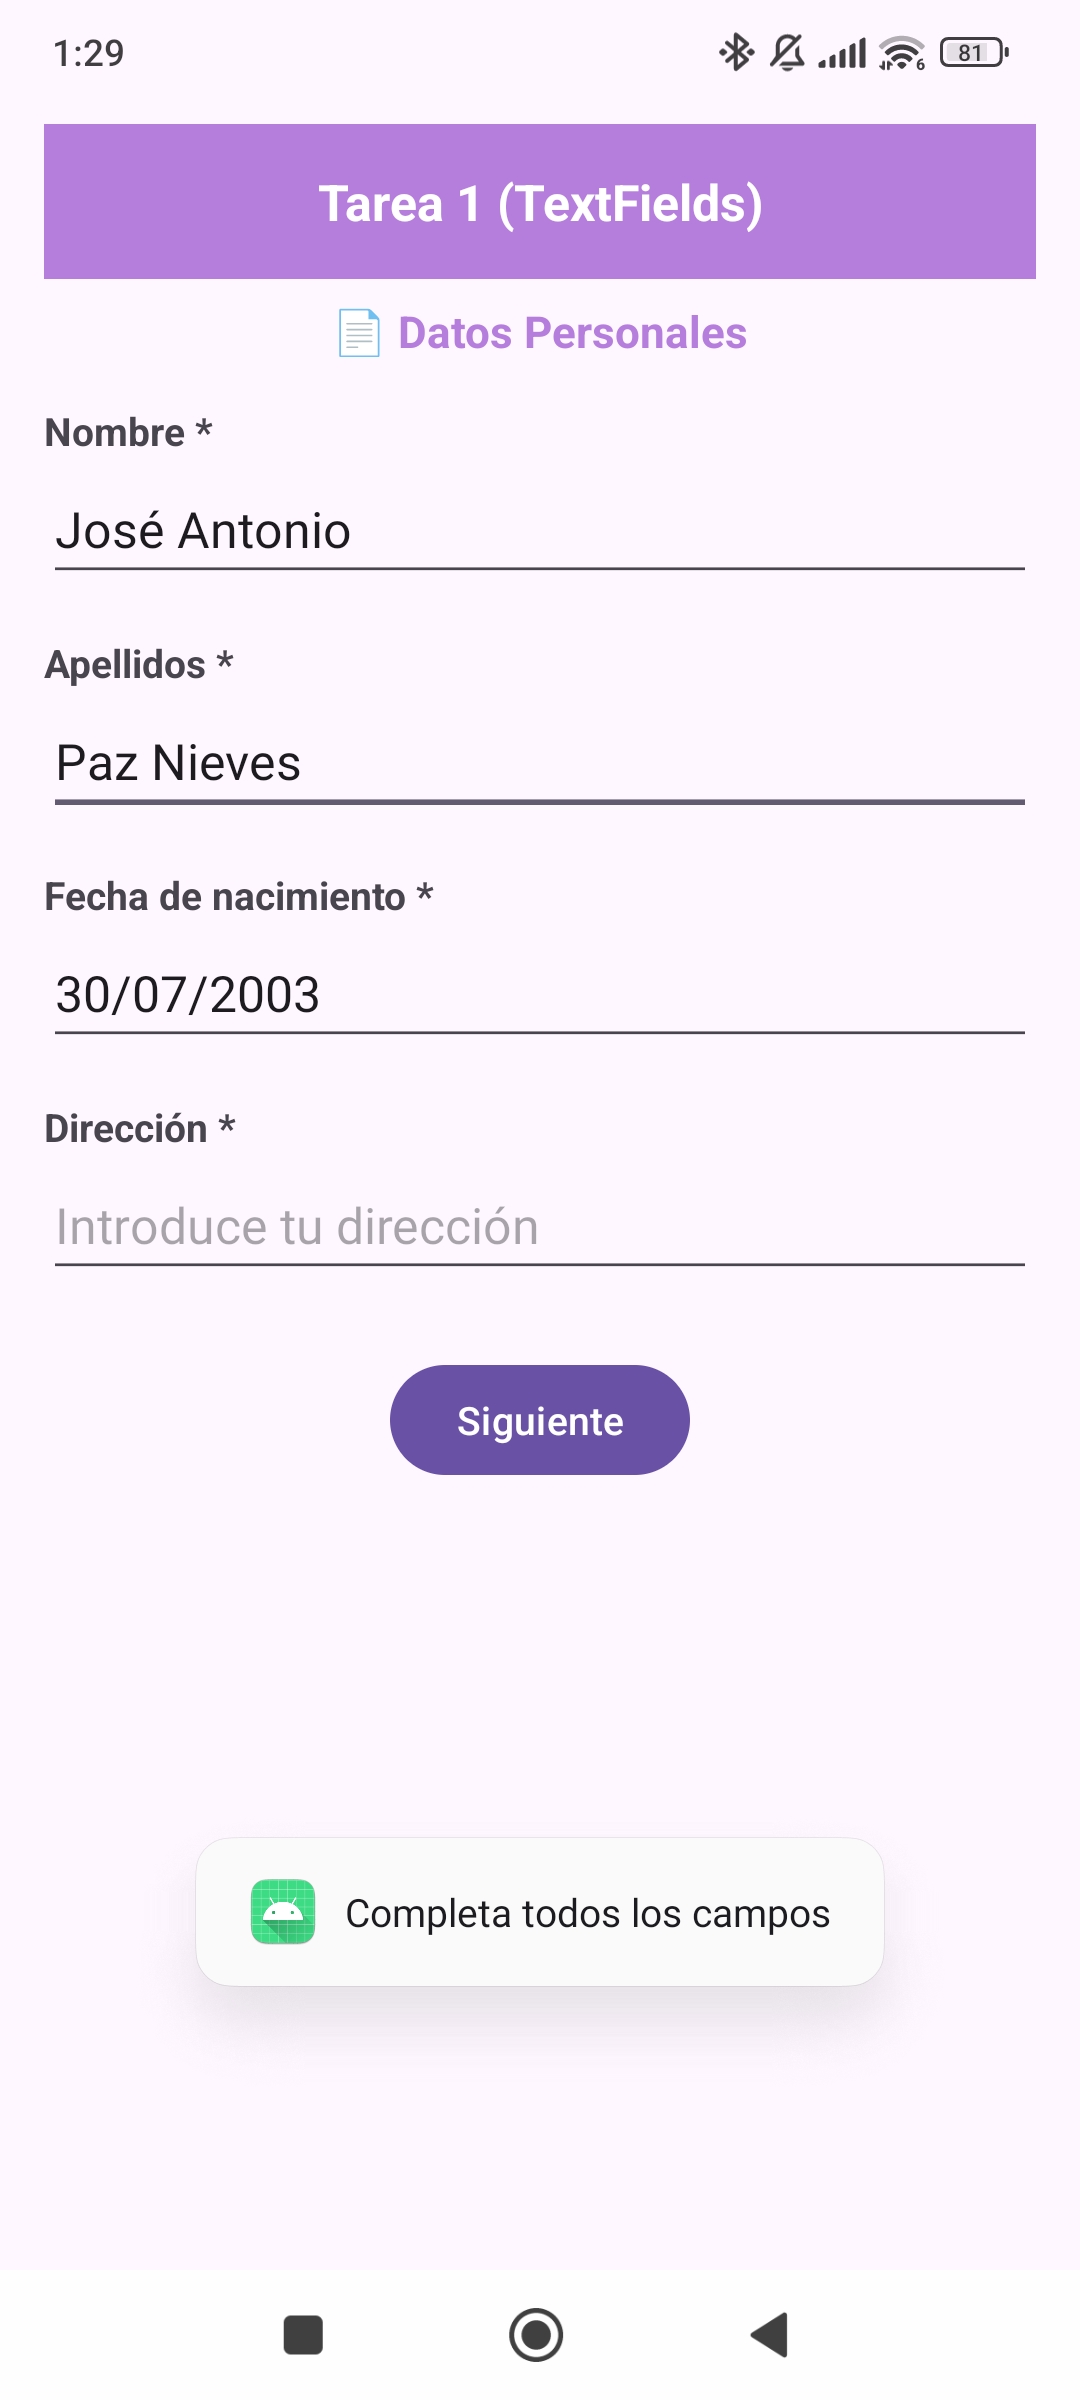 1:29
6
81
Tarea 1 (TextFields)
📄 Datos Personales
Nombre *
José Antonio
Apellidos *
Paz Nieves
Fecha de nacimiento *
30/07/2003
Dirección *
Introduce tu dirección
Siguiente
Completa todos los campos